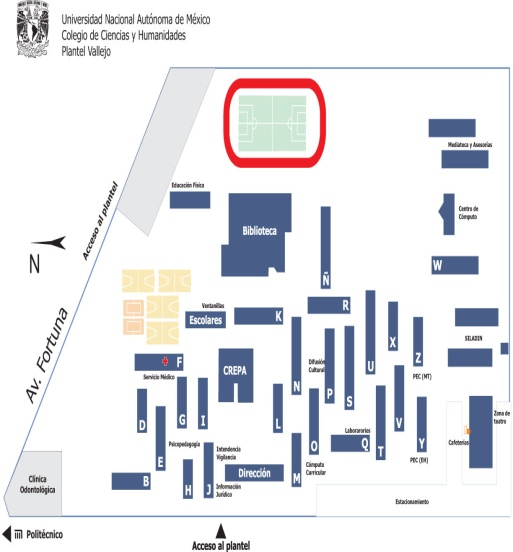 Universidad Nacional Autónoma de México
Colegio de Ciencias y Humanidades
Plantel Vallejo
Mediateca y Asesorías
Educación Física
Acceso al plantel
Biblioteca
Centro de
Cómputo
N
W
Ñ
Av. Fortuna
Ventanillas
Escolares
K
R
SILADIN
X
Z
U
F
Servicio Médico
CREPA
Difusión
Cultural
N
P
S
PEC (MT)
D
G
I
L
V
Zona de
teatro
E
Psicopedagogía
Intendencia
Vigilancia
O
Laboratorios
Q
T
Y
Cafeterías
PEC (EH)
Clínica
Odontológica
B
H
J
Dirección
M
Cómputo
Curricular
Información
Jurídico
Estacionamiento
Politécnico
Acceso al plantel